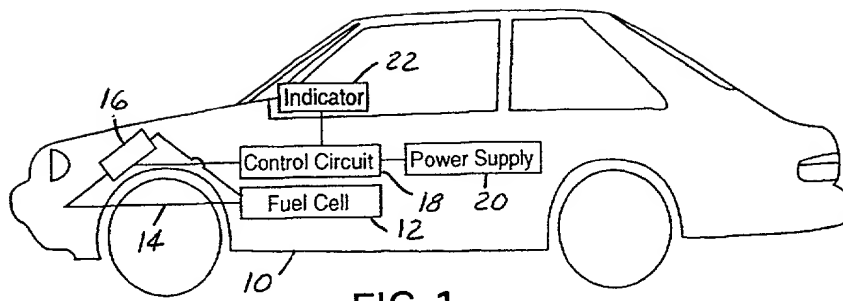 22
Indicator
16
Control Circuit
Power Supply
18
20
Fuel Cell
12
14
10
FIG. 1